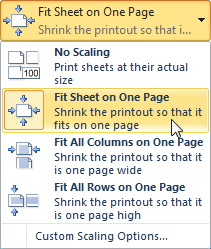 Fit Sheet on One Page
Shrink the printout so that i...
No Scaling
Print sheets at their actual
size
100
Fit Sheet on One Page
Shrink the printout so that it
fits on one page
Fit All Columns on One Page
Shrink the printout so that it
is one page wide
Fit All Rows on One Page
Shrink the printout so that it
is one page high
Custom Scaling Options...